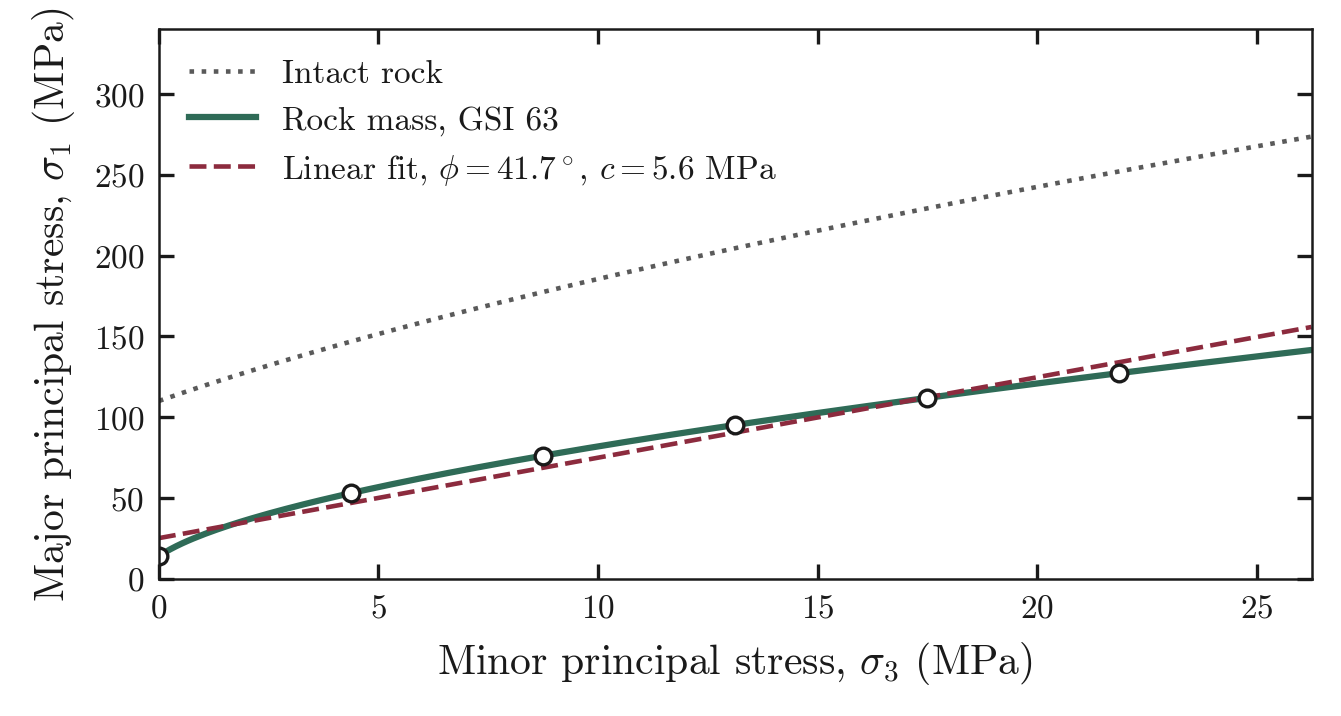 Major principal stress, σ₁ (MPa)
300
250
200
150
100
50
0
Intact rock
Rock mass, GSI 63
Linear fit, ϕ = 41.7°, c = 5.6 MPa
0 5 10 15 20 25
Minor principal stress, σ₃ (MPa)